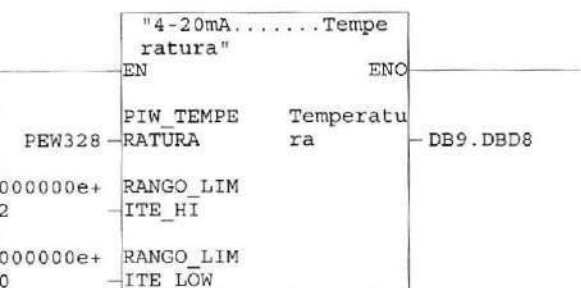 "4-20mA.......Tempe
ratura"
EN ENO
PIW_TEMPE Temperatu
PEW328 RATURA ra DB9.DBD8
000000e+ RANGO_LIM
2 ITE_HI
000000e+ RANGO_LIM
0 ITE_LOW